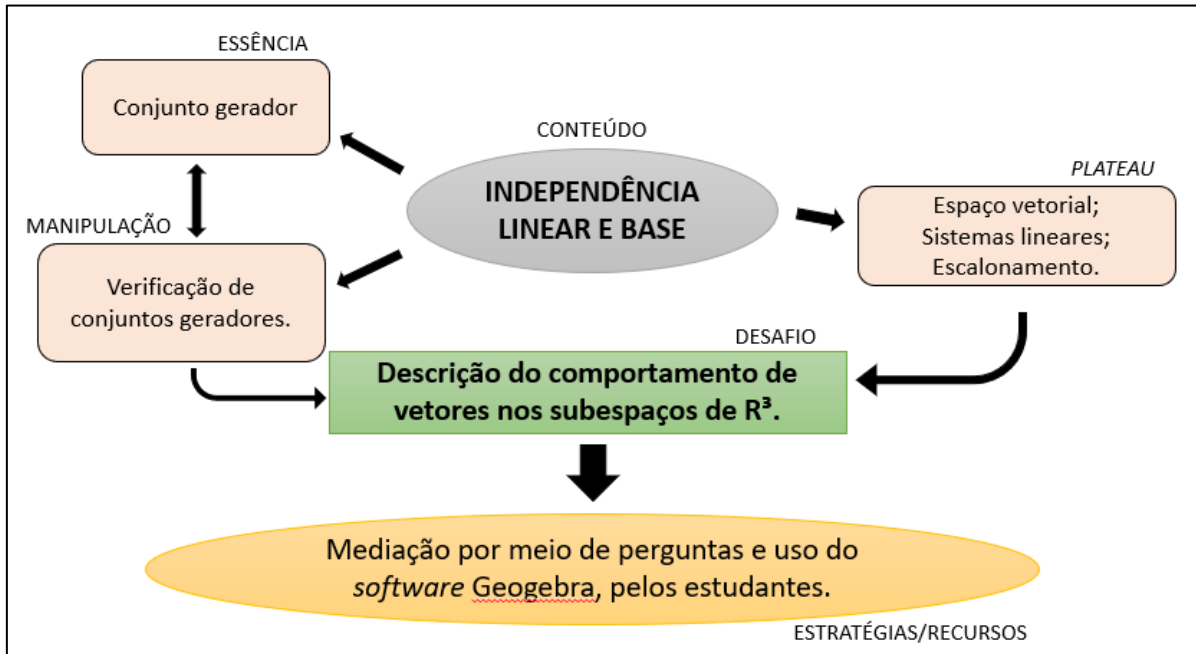 ESSÊNCIA
Conjunto gerador
CONTEÚDO
INDEPENDÊNCIA
LINEAR E BASE
PLATEAU
Espaço vetorial;
Sistemas lineares;
Escalonamento.
MANIPULAÇÃO
Verificação de
conjuntos geradores.
DESAFIO
Descrição do comportamento de
vetores nos subespaços de R³.
Mediação por meio de perguntas e uso do
software Geogebra, pelos estudantes.
ESTRATÉGIAS/RECURSOS